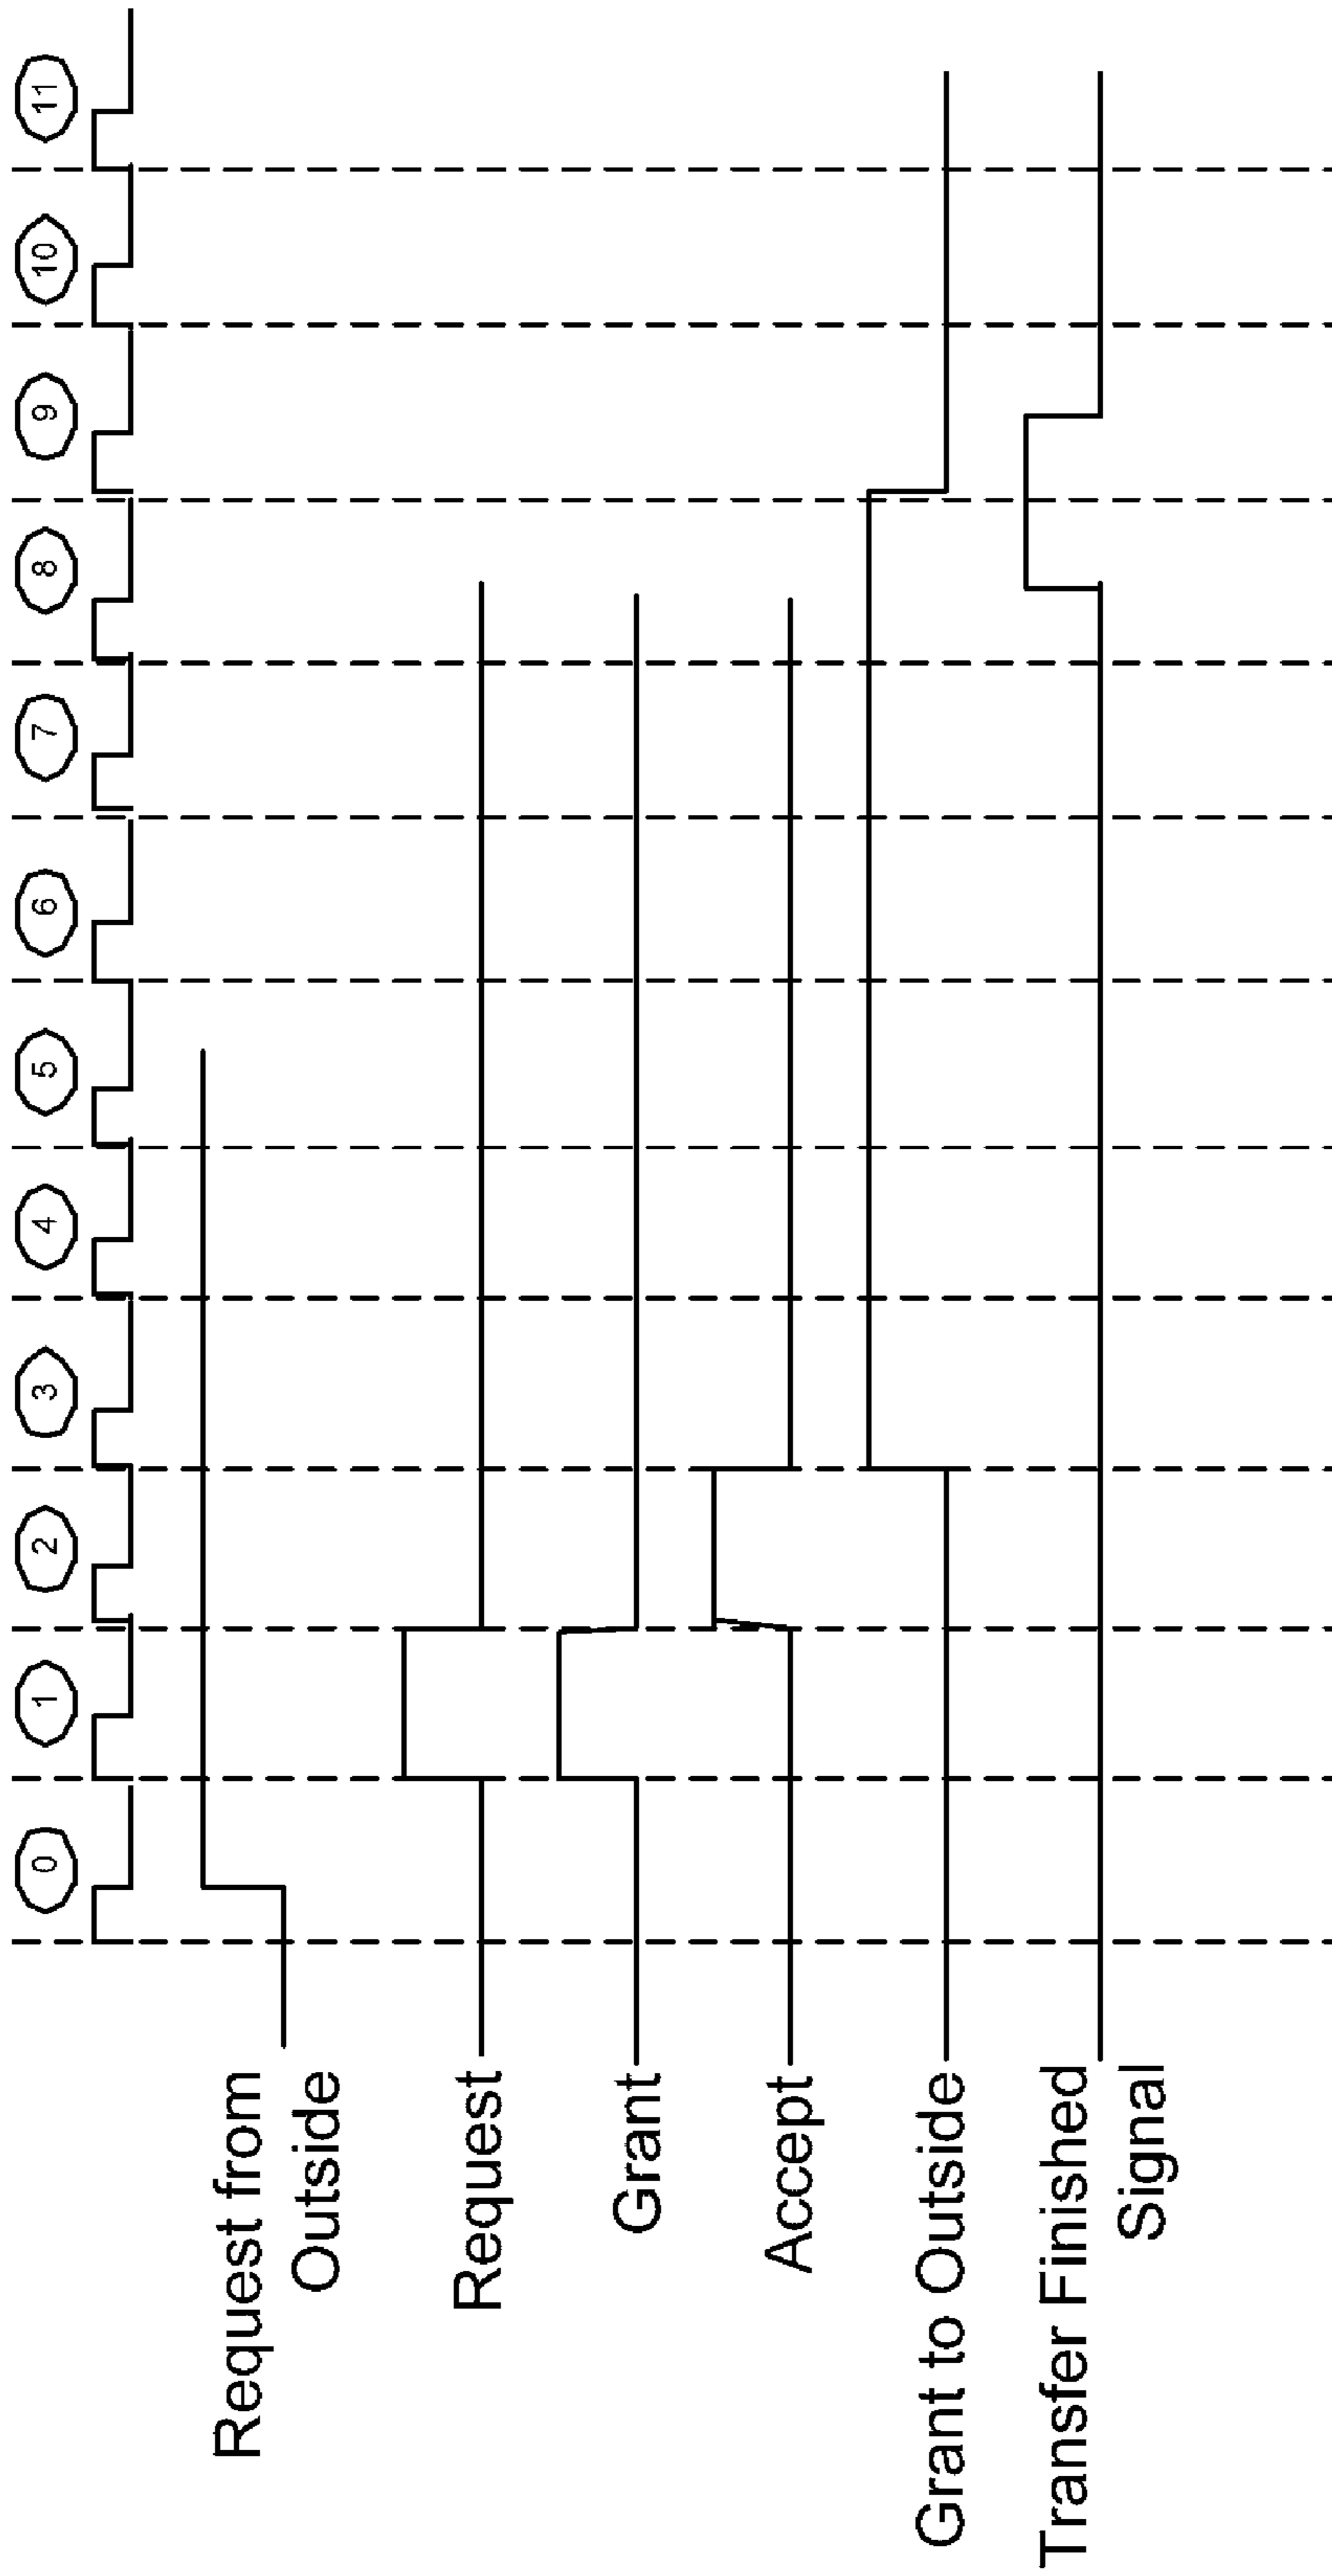 0 1 2 3 4 5 6 7 8 9 10 11
Request from
Outside
Request
Grant
Accept
Grant to Outside
Transfer Finished
Signal